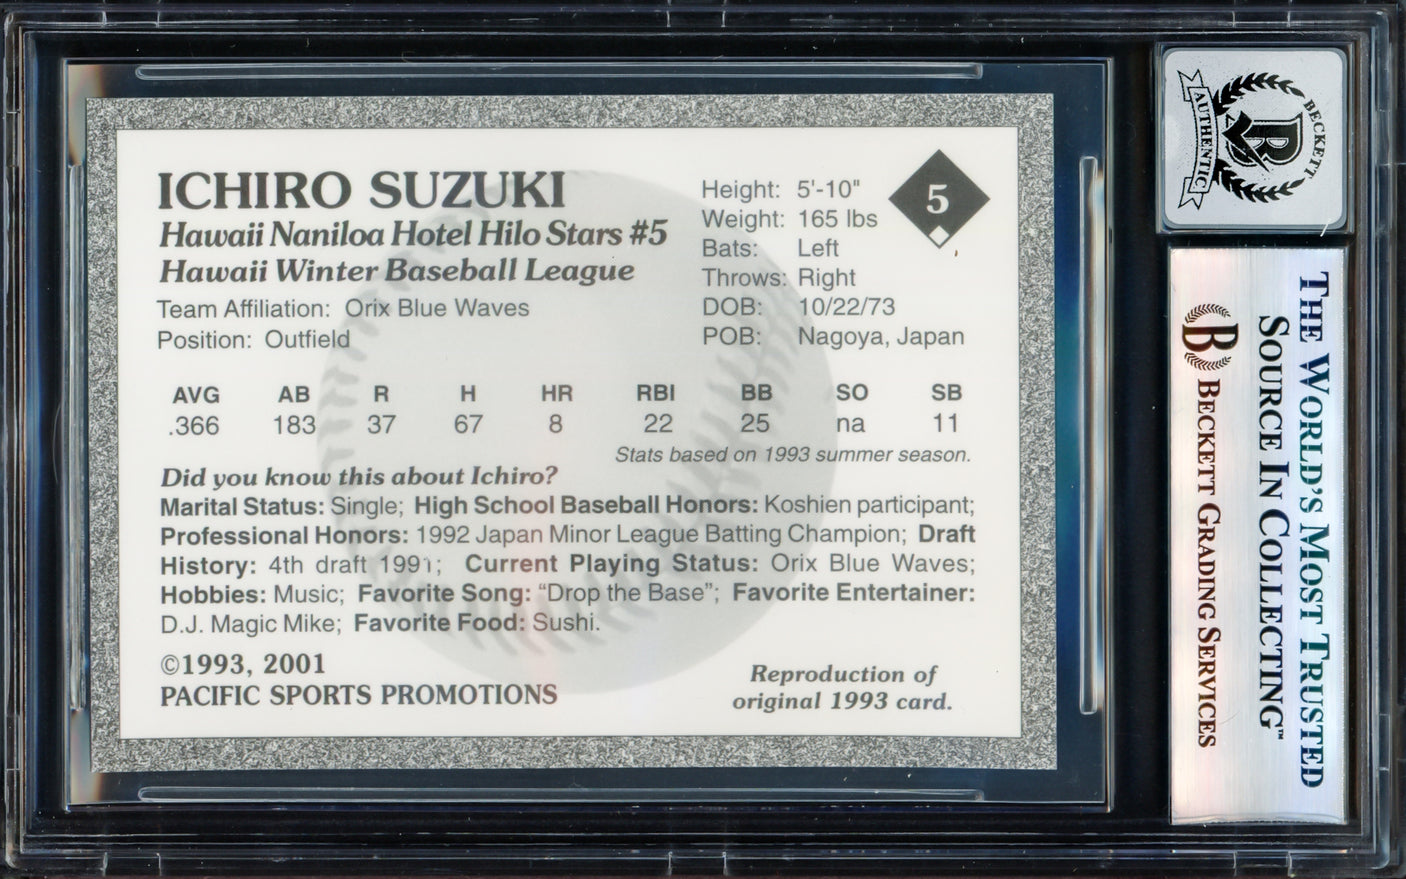 ICHIRO SUZUKI
Hawaii Naniloa Hotel Hilo Stars #5
Hawaii Winter Baseball League
Team Affiliation: Orix Blue Waves
Position: Outfield
Height: 5'-10"
Weight: 165 lbs
Bats: Left
Throws: Right
DOB: 10/22/73
POB: Nagoya, Japan
5
AVG AB R H HR RBI BB SO SB
.366 183 37 67 8 22 25 na 11
Stats based on 1993 summer season.
Did you know this about Ichiro?
Marital Status: Single; High School Baseball Honors: Koshien participant;
Professional Honors: 1992 Japan Minor League Batting Champion; Draft
History: 4th draft 1991; Current Playing Status: Orix Blue Waves;
Hobbies: Music; Favorite Song: “Drop the Base”; Favorite Entertainer:
D.J. Magic Mike; Favorite Food: Sushi.
©1993, 2001
PACIFIC SPORTS PROMOTIONS
Reproduction of
original 1993 card.
BECKETT
B
AUTHENTIC
THE WORLD'S MOST TRUSTED
SOURCE IN COLLECTING™
B BECKETT GRADING SERVICES